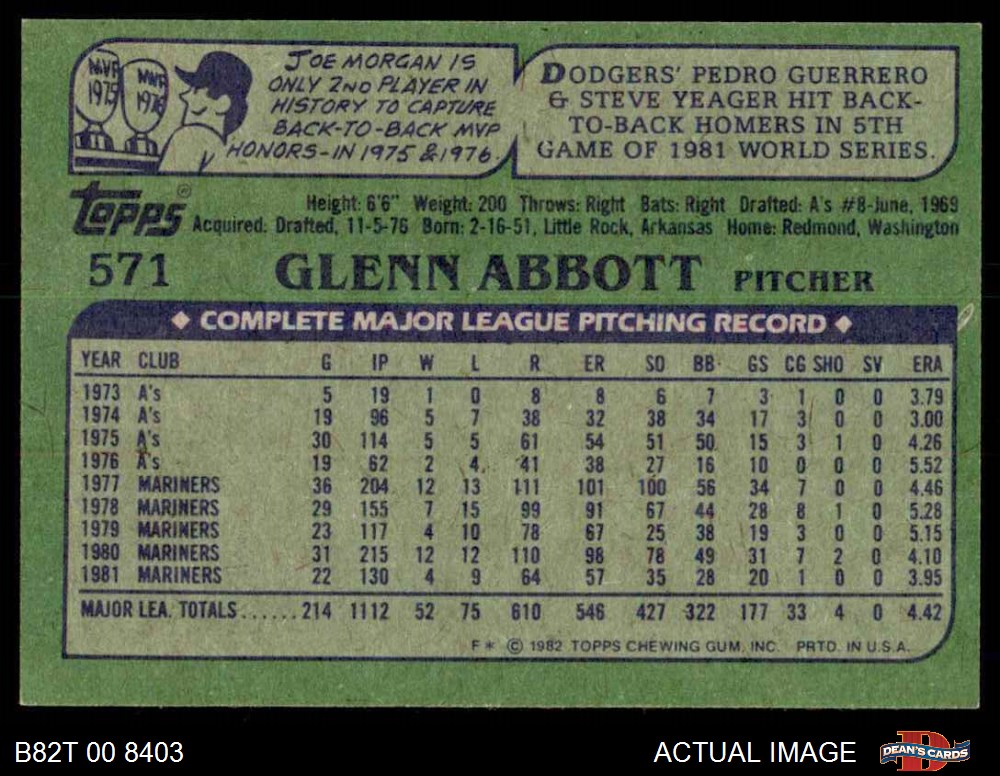 MVP 1975
MVP 1976
JOE MORGAN IS
ONLY 2ND PLAYER IN
HISTORY TO CAPTURE
BACK-TO-BACK MVP
HONORS-IN 1975 & 1976.
DODGERS' PEDRO GUERRERO
& STEVE YEAGER HIT BACK-
TO-BACK HOMERS IN 5TH
GAME OF 1981 WORLD SERIES.
Topps®
Height: 6'6" Weight: 200 Throws: Right Bats: Right Drafted: A's #8-June, 1969
Acquired: Drafted, 11-5-76 Born: 2-16-51, Little Rock, Arkansas Home: Redmond, Washington
571 GLENN ABBOTT PITCHER
◆ COMPLETE MAJOR LEAGUE PITCHING RECORD ◆
YEAR CLUB G IP W L R ER SO BB GS CG SHO SV ERA
1973 A's 5 19 1 0 8 8 6 7 3 1 0 0 3.79
1974 A's 19 96 5 7 38 32 38 34 17 3 0 0 3.00
1975 A's 30 114 5 5 61 54 51 50 15 3 1 0 4.26
1976 A's 19 62 2 4 41 38 27 16 10 0 0 0 5.52
1977 MARINERS 36 204 12 13 111 101 100 56 34 7 0 0 4.46
1978 MARINERS 29 155 7 15 99 91 67 44 28 8 1 0 5.28
1979 MARINERS 23 117 4 10 78 67 25 38 19 3 0 0 5.15
1980 MARINERS 31 215 12 12 110 98 78 49 31 7 2 0 4.10
1981 MARINERS 22 130 4 9 64 57 35 28 20 1 0 0 3.95
MAJOR LEA. TOTALS......214 1112 52 75 610 546 427 322 177 33 4 0 4.42
F* © 1982 TOPPS CHEWING GUM, INC. PRTD. IN U.S.A.
B82T 00 8403
ACTUAL IMAGE
D
DEAN'S CARDS